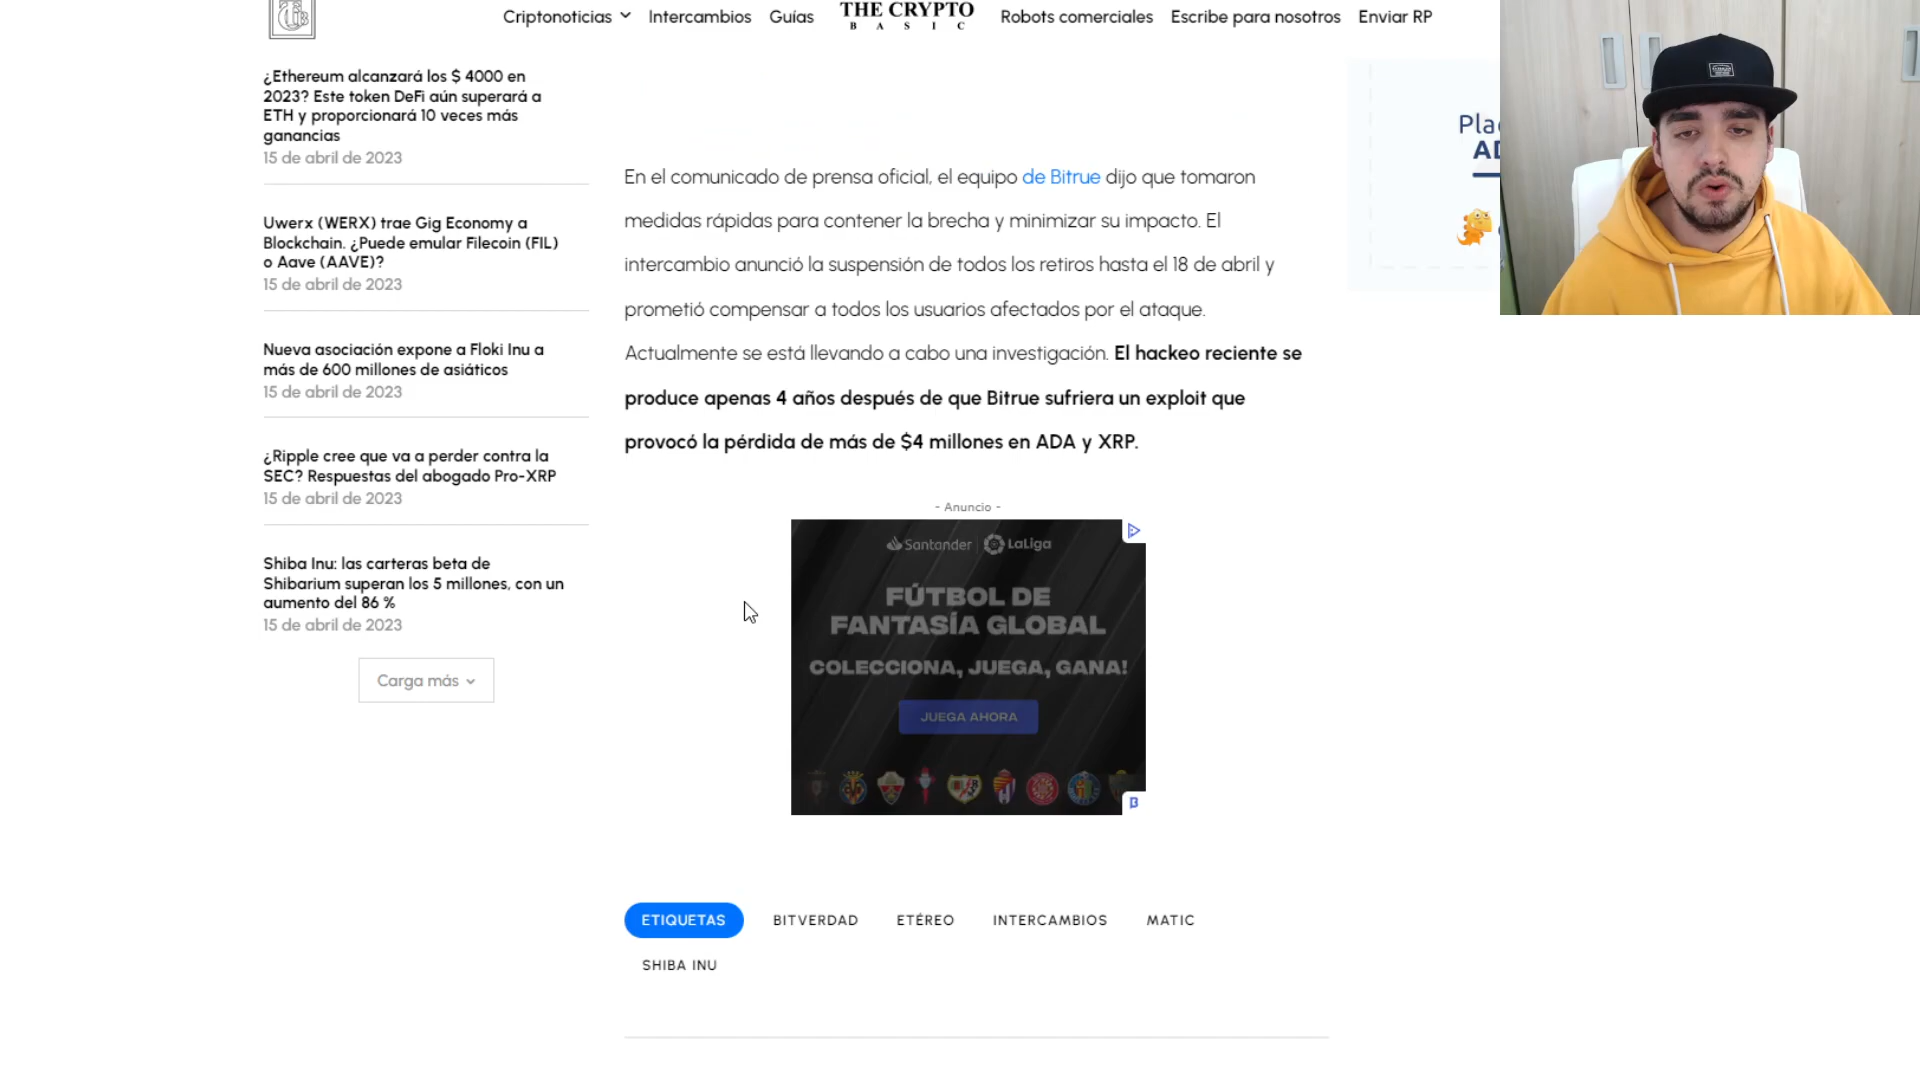 Criptonoticias
Intercambios
Guías
THE CRYPTO
BASIC
Robots comerciales
Escribe para nosotros
Enviar RP
¿Ethereum alcanzará los $ 4000 en
2023? Este token DeFi aún superará a
ETH y proporcionará 10 veces más
ganancias
15 de abril de 2023
Uwerx (WERX) trae Gig Economy a
Blockchain. ¿Puede emular Filecoin (FIL)
o Aave (AAVE)?
15 de abril de 2023
Nueva asociación expone a Floki Inu a
más de 600 millones de asiáticos
15 de abril de 2023
¿Ripple cree que va a perder contra la
SEC? Respuestas del abogado Pro-XRP
15 de abril de 2023
Shiba Inu: las carteras beta de
Shibarium superan los 5 millones, con un
aumento del 86 %
15 de abril de 2023
Carga más
En el comunicado de prensa oficial, el equipo de Bitrue dijo que tomaron
medidas rápidas para contener la brecha y minimizar su impacto. El
intercambio anunció la suspensión de todos los retiros hasta el 18 de abril y
prometió compensar a todos los usuarios afectados por el ataque.
Actualmente se está llevando a cabo una investigación. El hackeo reciente se
produce apenas 4 años después de que Bitrue sufriera un exploit que
provocó la pérdida de más de $4 millones en ADA y XRP.
- Anuncio -
Santander | LaLiga
FÚTBOL DE
FANTASÍA GLOBAL
COLECCIONA, JUEGA, GANA!
JUEGA AHORA
ETIQUETAS
BITVERDAD
ETÉREO
INTERCAMBIOS
MATIC
SHIBA INU